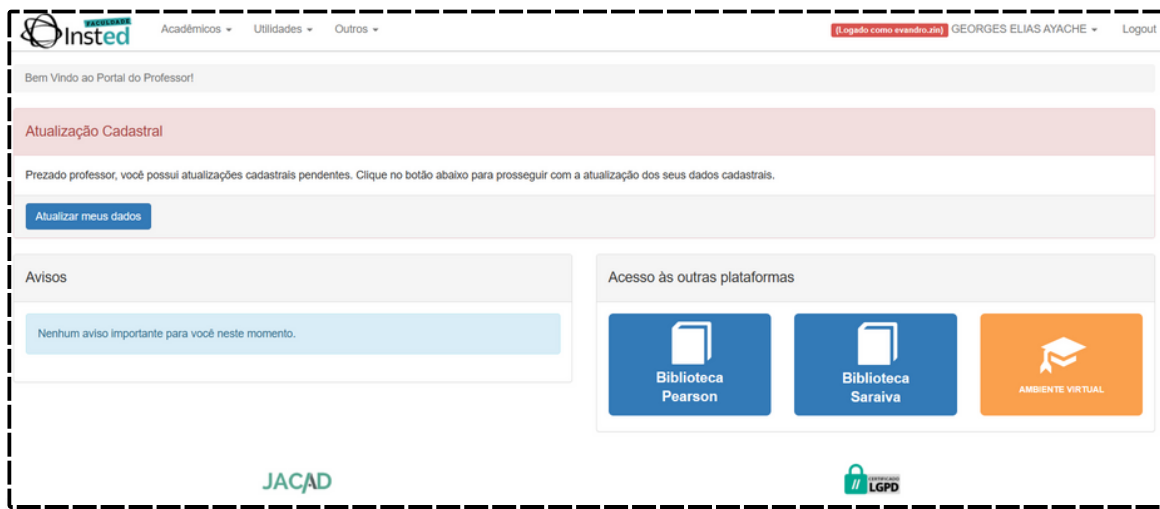 FACULDADE
Insted
Acadêmicos
Utilidades
Outros
(Logado como evandro.zin) GEORGES ELIAS AYACHE
Logout
Bem Vindo ao Portal do Professor!
Atualização Cadastral
Prezado professor, você possui atualizações cadastrais pendentes. Clique no botão abaixo para prosseguir com a atualização dos seus dados cadastrais.
Atualizar meus dados
Avisos
Nenhum aviso importante para você neste momento.
Acesso às outras plataformas
Biblioteca
Pearson
Biblioteca
Saraiva
AMBIENTE VIRTUAL
JACAD
CERTIFICADO
LGPD